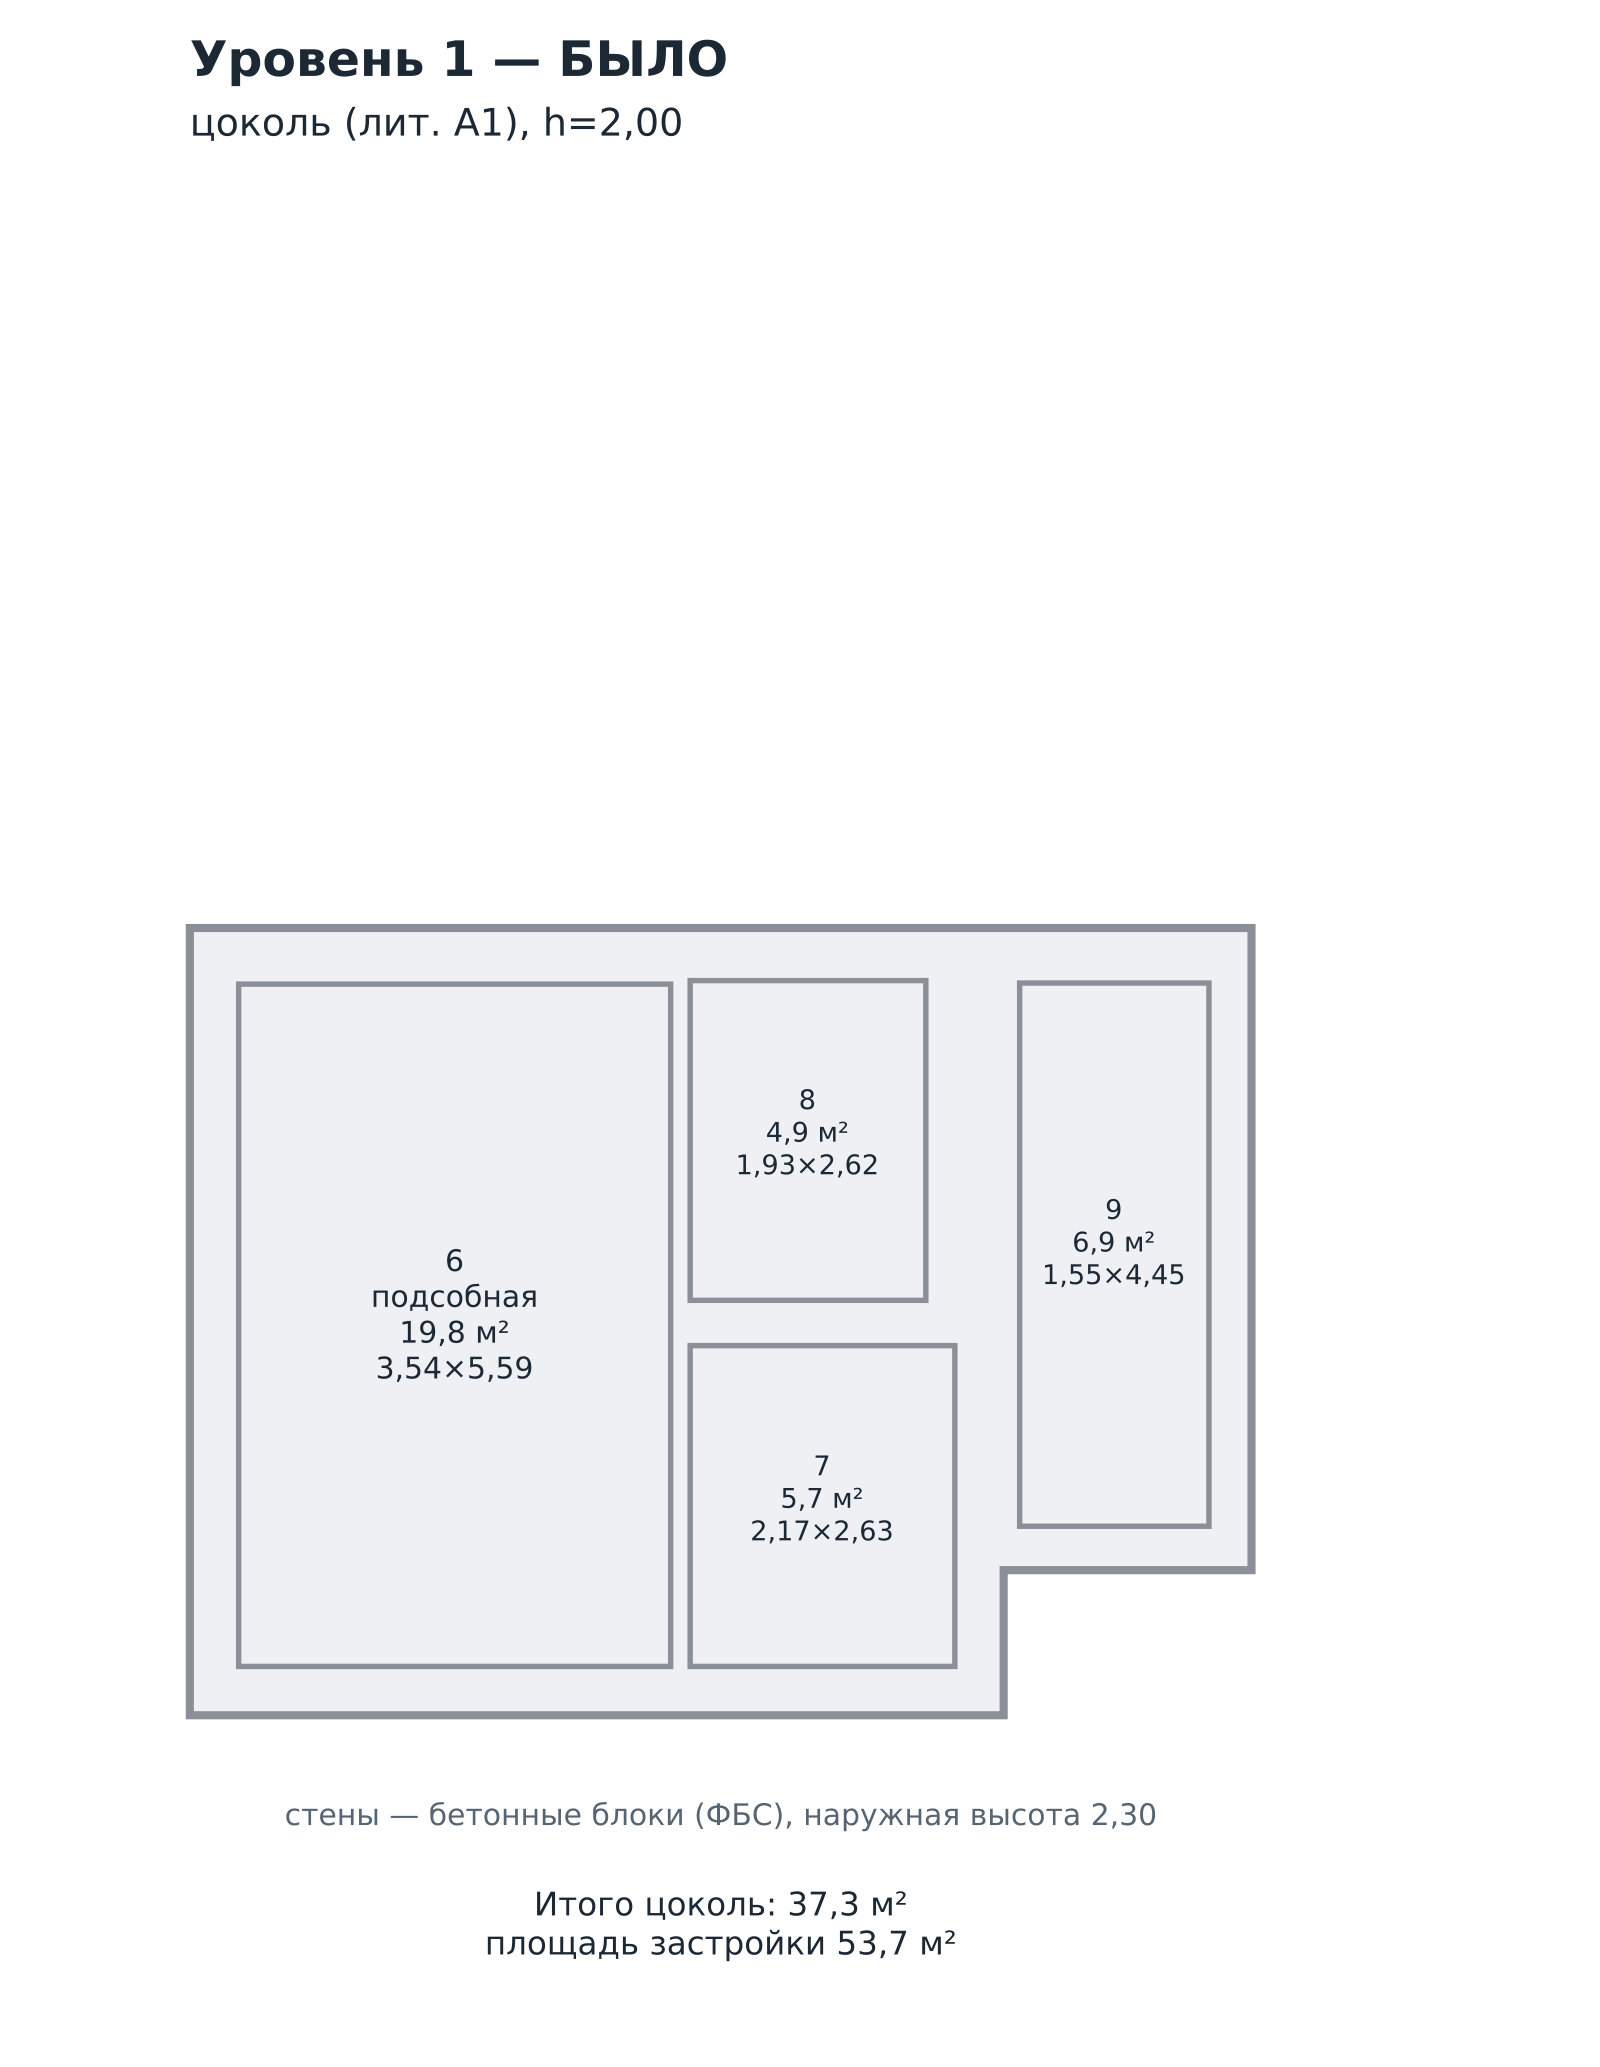 Уровень 1 — БЫЛО
цоколь (лит. А1), h=2,00
8
4,9 м²
1,93×2,62
9
6,9 м²
1,55×4,45
6
подсобная
19,8 м²
3,54×5,59
7
5,7 м²
2,17×2,63
стены — бетонные блоки (ФБС), наружная высота 2,30
Итого цоколь: 37,3 м²
площадь застройки 53,7 м²